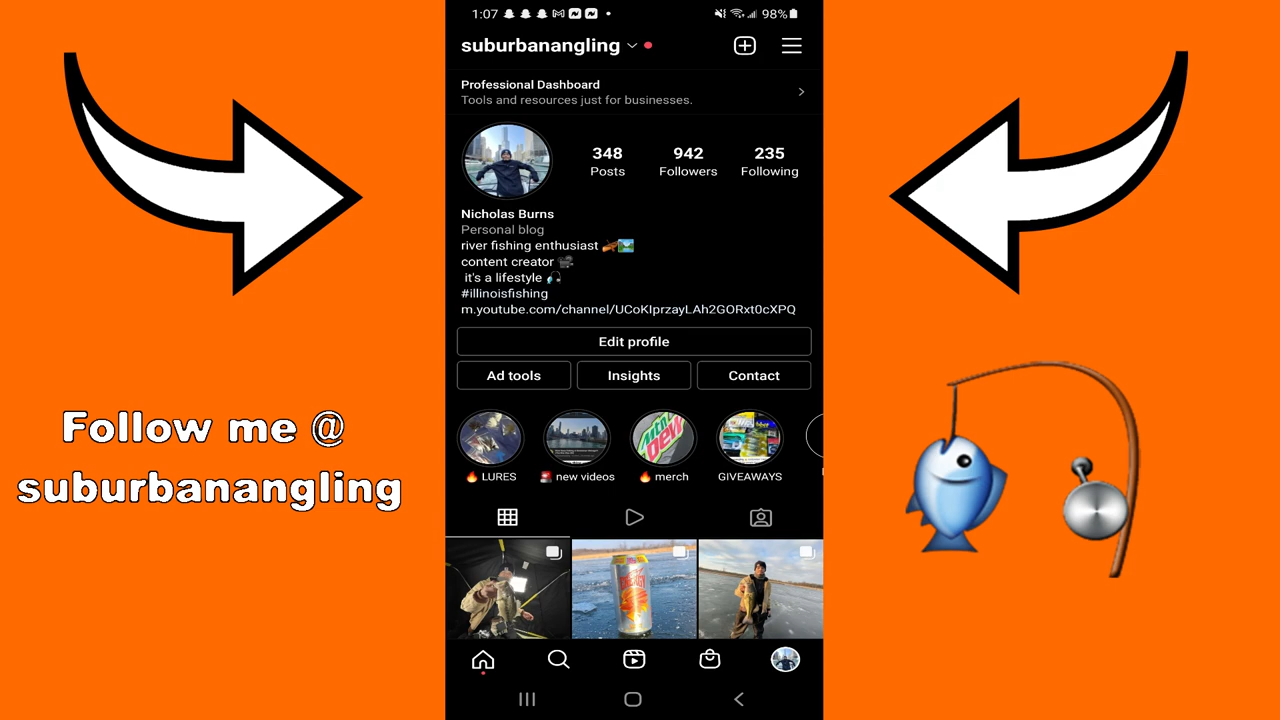 1:07
98%
suburbanangling
Professional Dashboard
Tools and resources just for businesses.
348
942
235
Posts
Followers
Following
Nicholas Burns
Personal blog
river fishing enthusiast
content creator
it's a lifestyle
#illinoisfishing
m.youtube.com/channel/UCoKIprzayLAh2GORxt0cXPQ
Edit profile
Ad tools
Insights
Contact
Mtn
DEW
🔥 LURES
🚨 new videos
🔥 merch
GIVEAWAYS
Follow me @
suburbanangling